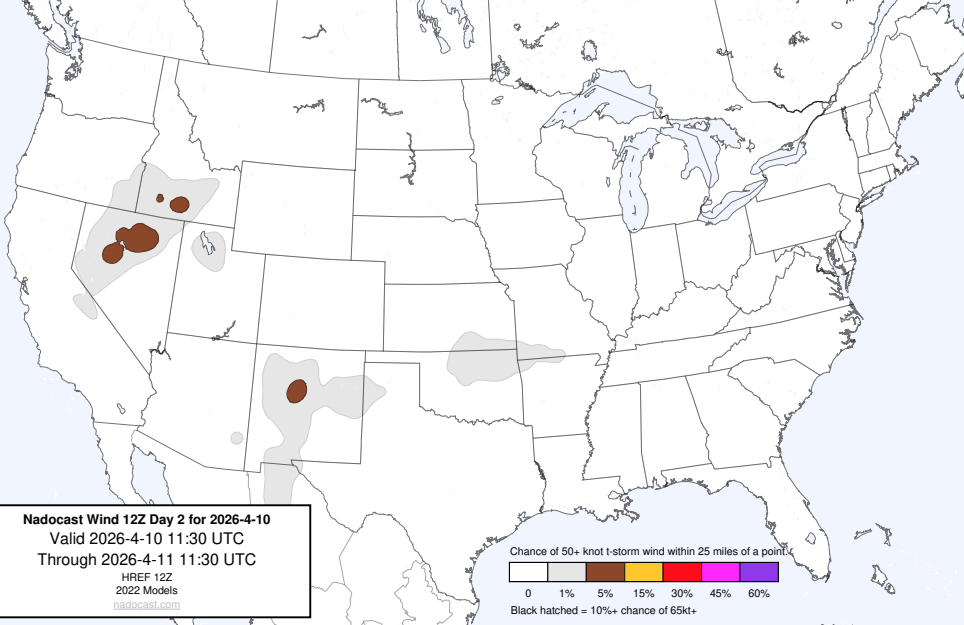 Nadocast Wind 12Z Day 2 for 2026-4-10
Valid 2026-4-10 11:30 UTC
Through 2026-4-11 11:30 UTC
HREF 12Z
2022 Models
nadocast.com
Chance of 50+ knot t-storm wind within 25 miles of a point.
0 1% 5% 15% 30% 45% 60%
Black hatched = 10%+ chance of 65kt+